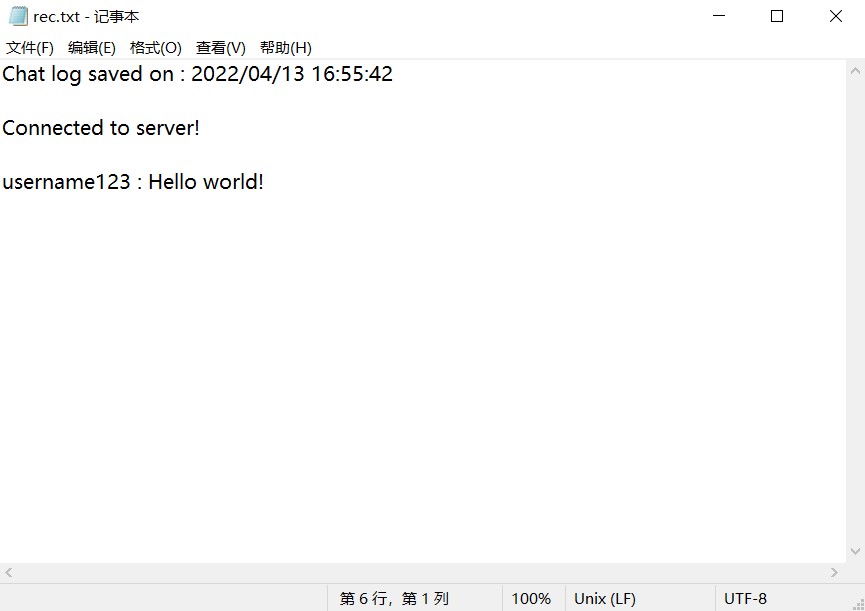 rec.txt - 记事本
文件(F) 编辑(E) 格式(O) 查看(V) 帮助(H)
Chat log saved on : 2022/04/13 16:55:42
Connected to server!
username123 : Hello world!
第 6 行，第 1 列 100% Unix (LF) UTF-8